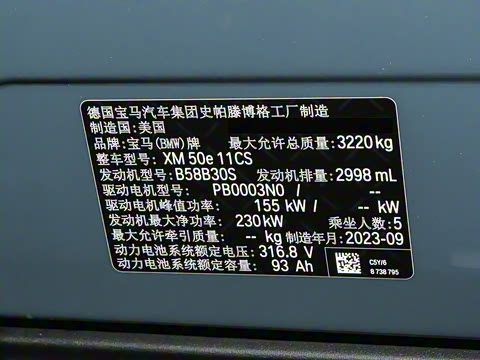 德国宝马汽车集团史帕滕博格工厂制造
制造国:美国
品牌:宝马(BMW)牌 最大允许总质量:3220kg
整车型号: XM 50e 11CS
发动机型号:B58B30S 发动机排量:2998 mL
驱动电机型号: PB0003N0 / --
驱动电机峰值功率: 155 kW / -- kW
发动机最大净功率: 230kW 乘坐人数:5
最大允许牵引质量: -- kg 制造年月:2023-09
动力电池系统额定电压: 316.8 V
动力电池系统额定容量: 93 Ah
C5Y/6
8 738 795